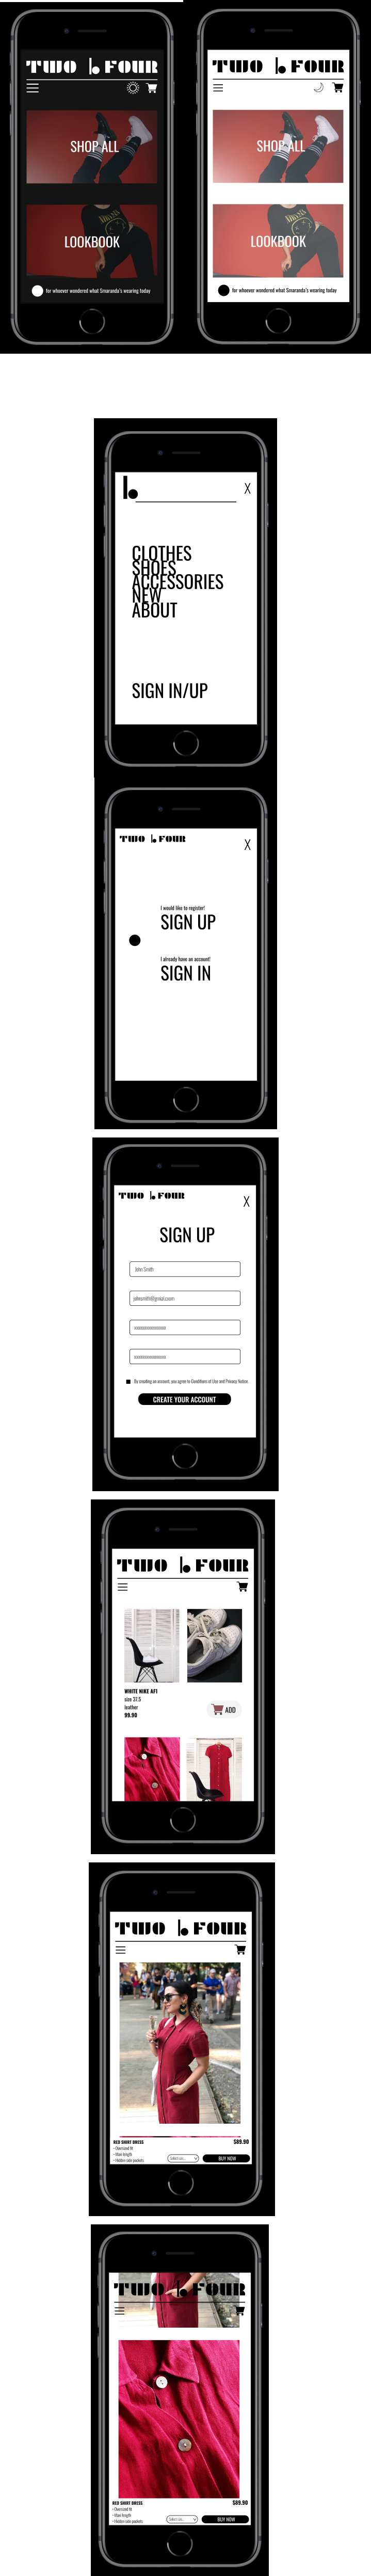 TWO b. FOUR
SHOP ALL
LOOKBOOK
for whoever wondered what Smaranda's wearing today
TWO b. FOUR
SHOP ALL
LOOKBOOK
for whoever wondered what Smaranda's wearing today
b.
X
CLOTHES
SHOES
ACCESSORIES
NEW
ABOUT
SIGN IN/UP
TWO b. FOUR
X
I would like to register!
SIGN UP
I already have an account!
SIGN IN
TWO b. FOUR
X
SIGN UP
John Smith
By creating an account, you agree to Conditions of Use and Privacy Notice.
CREATE YOUR ACCOUNT
TWO b. FOUR
WHITE NIKE AF1
size 37.5
leather
99.90
ADD
TWO b. FOUR
RED SHIRT DRESS
$89.90
- Oversized fit
- Maxi length
- Hidden side pockets
Select size...
BUY NOW
TWO b. FOUR
RED SHIRT DRESS
$89.90
- Oversized fit
- Maxi length
- Hidden side pockets
Select size...
BUY NOW